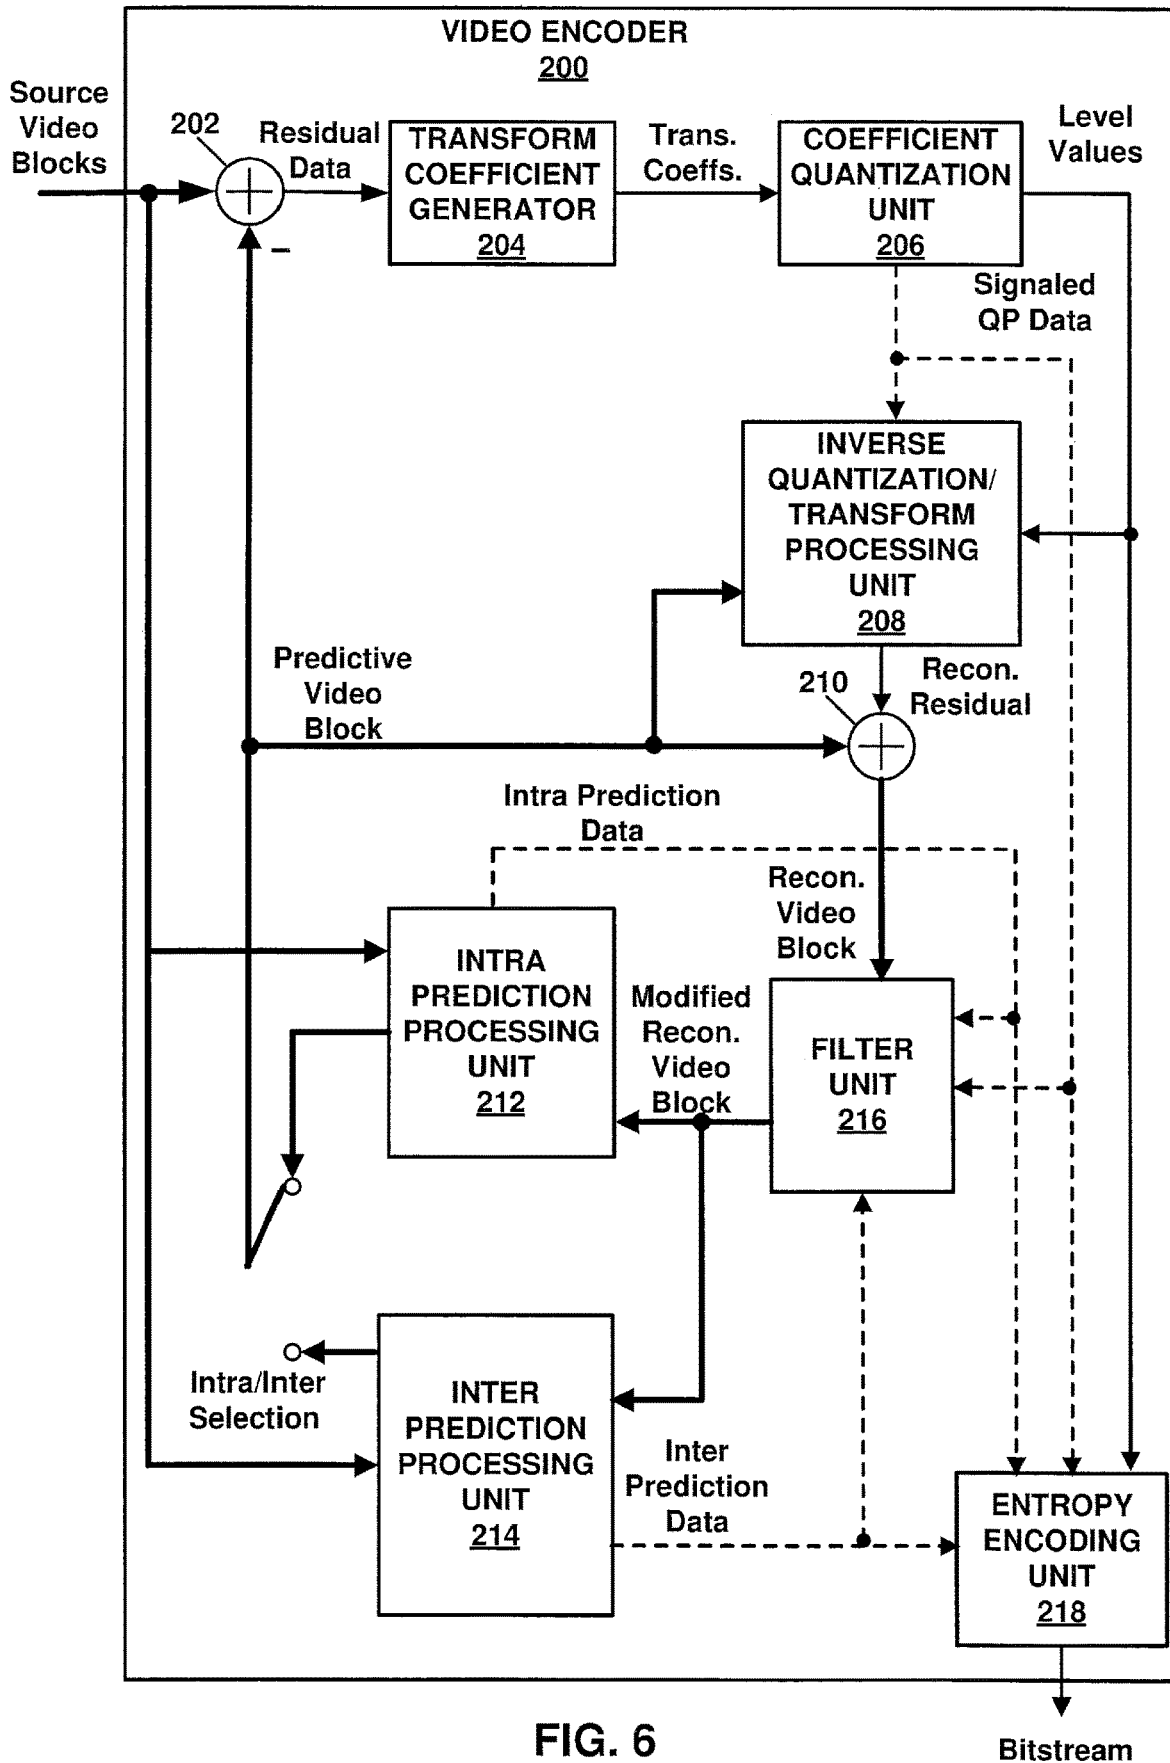 VIDEO ENCODER
200
Source
Video
Blocks
202
Residual
Data
TRANSFORM
COEFFICIENT
GENERATOR
204
Trans.
Coeffs.
COEFFICIENT
QUANTIZATION
UNIT
206
Level
Values
–
Signaled
QP Data
INVERSE
QUANTIZATION/
TRANSFORM
PROCESSING
UNIT
208
Predictive
Video
Block
210
Recon.
Residual
Intra Prediction
Data
Recon.
Video
Block
INTRA
PREDICTION
PROCESSING
UNIT
212
Modified
Recon.
Video
Block
FILTER
UNIT
216
Intra/Inter
Selection
INTER
PREDICTION
PROCESSING
UNIT
214
Inter
Prediction
Data
ENTROPY
ENCODING
UNIT
218
FIG. 6
Bitstream